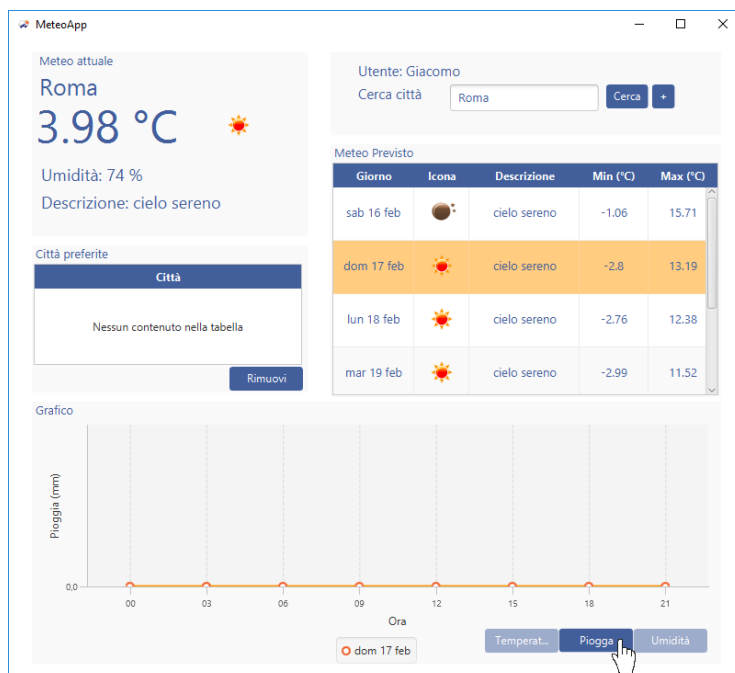 MeteoApp
Meteo attuale
Roma
3.98 °C
Umidità: 74 %
Descrizione: cielo sereno
Utente: Giacomo
Cerca città Roma Cerca +
Meteo Previsto
Giorno Icona Descrizione Min (°C) Max (°C)
sab 16 feb cielo sereno -1.06 15.71
dom 17 feb cielo sereno -2.8 13.19
lun 18 feb cielo sereno -2.76 12.38
mar 19 feb cielo sereno -2.99 11.52
Città preferite
Città
Nessun contenuto nella tabella
Rimuovi
Grafico
Pioggia (mm)
0,0
00 03 06 09 12 15 18 21
Ora
dom 17 feb
Temperat... Piogga Umidità